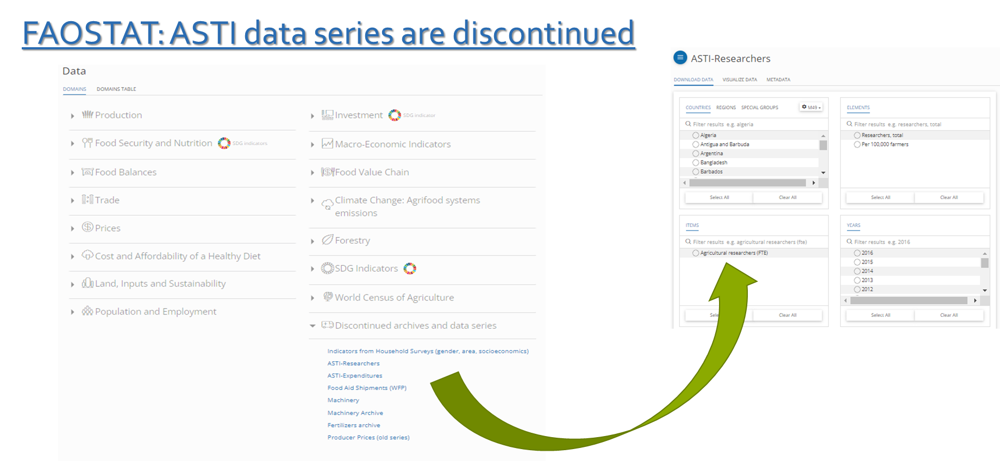 FAOSTAT: ASTI data series are discontinued
Data
DOMAINS DOMAINS TABLE
Production
Food Security and Nutrition SDG indicators
Food Balances
Trade
Prices
Cost and Affordability of a Healthy Diet
Land, Inputs and Sustainability
Population and Employment
Investment SDG indicator
Macro-Economic Indicators
Food Value Chain
Climate Change: Agrifood systems
emissions
Forestry
SDG Indicators
World Census of Agriculture
Discontinued archives and data series
Indicators from Household Surveys (gender, area, socioeconomics)
ASTI-Researchers
ASTI-Expenditures
Food Aid Shipments (WFP)
Machinery
Machinery Archive
Fertilizers archive
Producer Prices (old series)
ASTI-Researchers
DOWNLOAD DATA VISUALIZE DATA METADATA
COUNTRIES REGIONS SPECIAL GROUPS M49
Filter results e.g. algeria
Algeria
Antigua and Barbuda
Argentina
Bangladesh
Barbados
Select All Clear All
ELEMENTS
Filter results e.g. researchers, total
Researchers, total
Per 100,000 farmers
Select All Clear All
ITEMS
Filter results e.g. agricultural researchers (fte)
Agricultural researchers (FTE)
Clear All
YEARS
Filter results e.g. 2016
2016
2015
2014
2013
2012
Select All Clear All